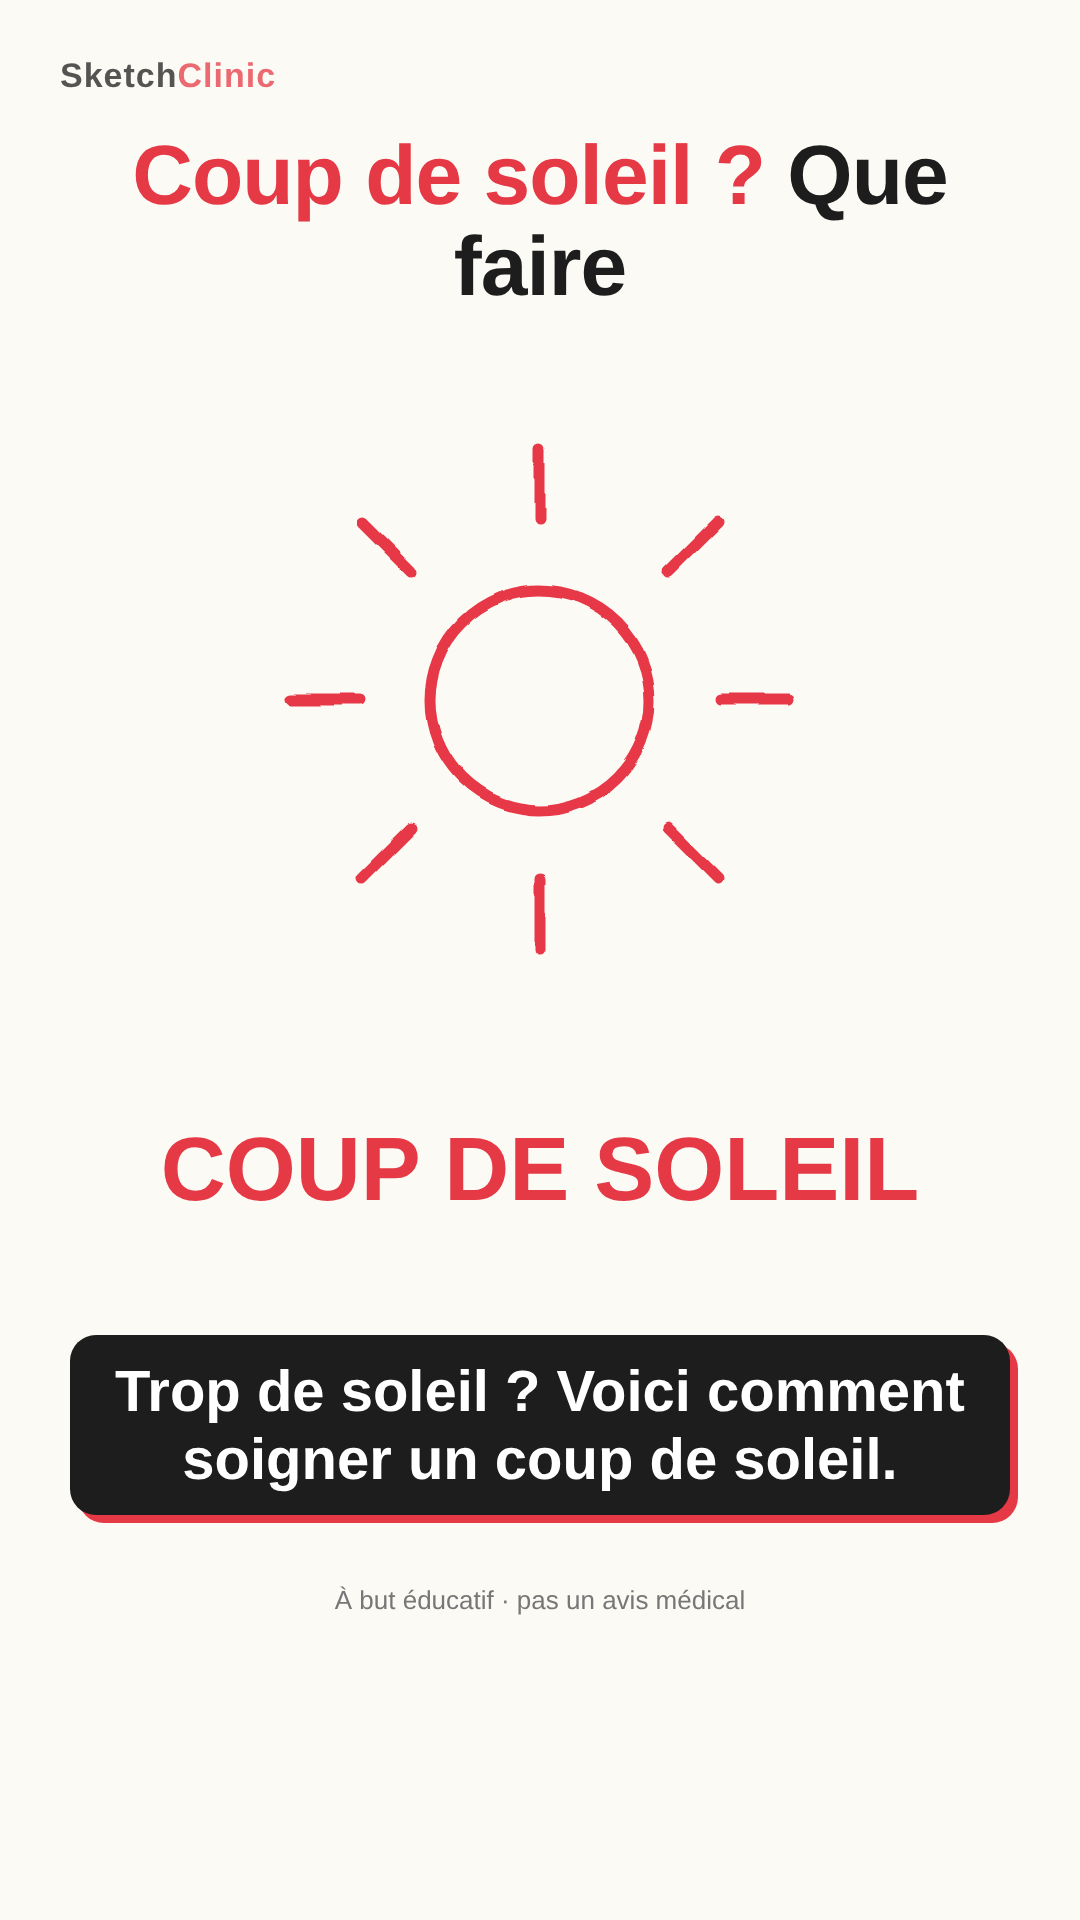 SketchClinic
Coup de soleil ? Que
faire
COUP DE SOLEIL
Trop de soleil ? Voici comment
soigner un coup de soleil.
À but éducatif · pas un avis médical